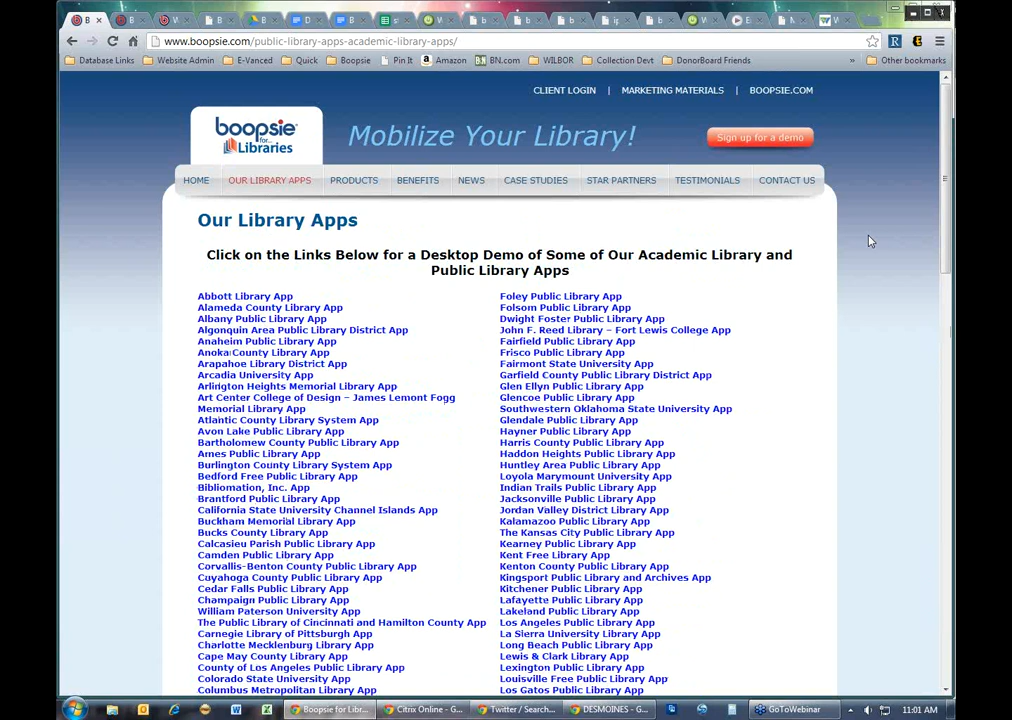 www.boopsie.com/public-library-apps-academic-library-apps/
Database Links
Website Admin
E-Vanced
Quick
Boopsie
Pin It
Amazon
BN.com
WILBOR
Collection Devt
DonorBoard Friends
»
Other bookmarks
CLIENT LOGIN | MARKETING MATERIALS | BOOPSIE.COM
boopsie
for
Libraries
Mobilize Your Library!
Sign up for a demo
HOME
OUR LIBRARY APPS
PRODUCTS
BENEFITS
NEWS
CASE STUDIES
STAR PARTNERS
TESTIMONIALS
CONTACT US
Our Library Apps
Click on the Links Below for a Desktop Demo of Some of Our Academic Library and
Public Library Apps
Abbott Library App
Alameda County Library App
Albany Public Library App
Algonquin Area Public Library District App
Anaheim Public Library App
Anoka County Library App
Arapahoe Library District App
Arcadia University App
Arlington Heights Memorial Library App
Art Center College of Design – James Lemont Fogg
Memorial Library App
Atlantic County Library System App
Avon Lake Public Library App
Bartholomew County Public Library App
Ames Public Library App
Burlington County Library System App
Bedford Free Public Library App
Bibliomation, Inc. App
Brantford Public Library App
California State University Channel Islands App
Buckham Memorial Library App
Bucks County Library App
Calcasieu Parish Public Library App
Camden Public Library App
Corvallis-Benton County Public Library App
Cuyahoga County Public Library App
Cedar Falls Public Library App
Champaign Public Library App
William Paterson University App
The Public Library of Cincinnati and Hamilton County App
Carnegie Library of Pittsburgh App
Charlotte Mecklenburg Library App
Cape May County Library App
County of Los Angeles Public Library App
Colorado State University App
Columbus Metropolitan Library App
Foley Public Library App
Folsom Public Library App
Dwight Foster Public Library App
John F. Reed Library – Fort Lewis College App
Fairfield Public Library App
Frisco Public Library App
Fairmont State University App
Garfield County Public Library District App
Glen Ellyn Public Library App
Glencoe Public Library App
Southwestern Oklahoma State University App
Glendale Public Library App
Hayner Public Library App
Harris County Public Library App
Haddon Heights Public Library App
Huntley Area Public Library App
Loyola Marymount University App
Indian Trails Public Library App
Jacksonville Public Library App
Jordan Valley District Library App
Kalamazoo Public Library App
The Kansas City Public Library App
Kearney Public Library App
Kent Free Library App
Kenton County Public Library App
Kingsport Public Library and Archives App
Kitchener Public Library App
Lafayette Public Library App
Lakeland Public Library App
Los Angeles Public Library App
La Sierra University Library App
Long Beach Public Library App
Lewis & Clark Library App
Lexington Public Library App
Louisville Free Public Library App
Los Gatos Public Library App
Boopsie for Libr...
Citrix Online - G...
Twitter / Search...
DESMOINES - G...
GoToWebinar
11:01 AM